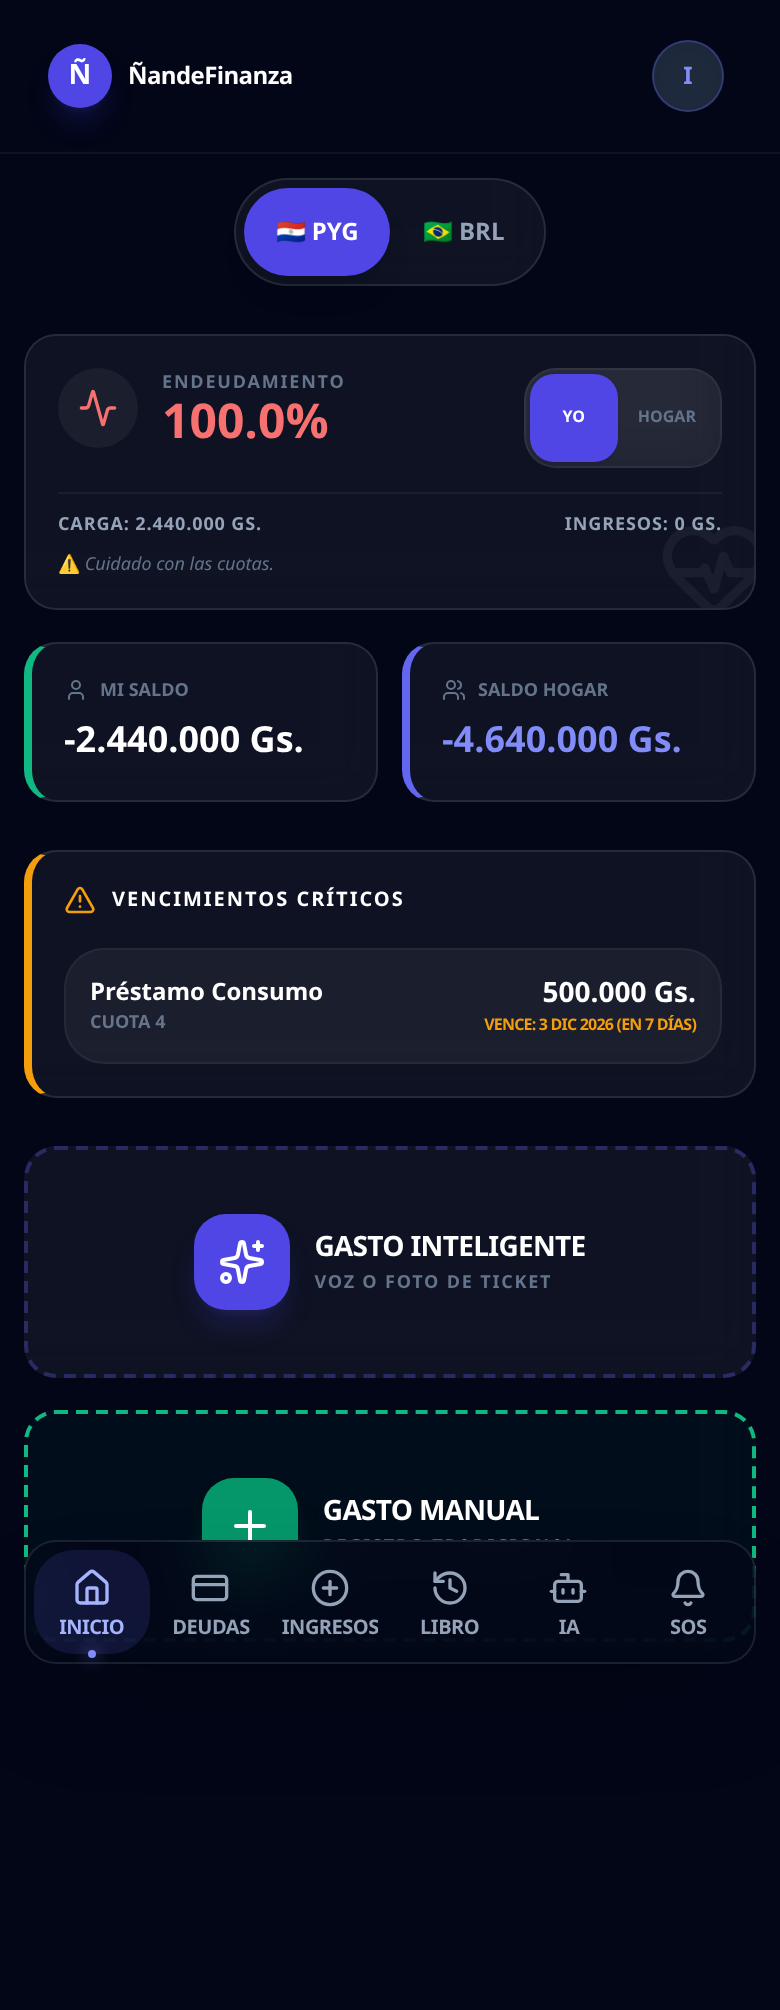 Ñ ÑandeFinanza I
🇵🇾 PYG 🇧🇷 BRL
ENDEUDAMIENTO
100.0%
YO HOGAR
CARGA: 2.440.000 GS. INGRESOS: 0 GS.
⚠️ Cuidado con las cuotas.
MI SALDO
-2.440.000 Gs.
SALDO HOGAR
-4.640.000 Gs.
VENCIMIENTOS CRÍTICOS
Préstamo Consumo 500.000 Gs.
CUOTA 4 VENCE: 3 DIC 2026 (EN 7 DÍAS)
GASTO INTELIGENTE
VOZ O FOTO DE TICKET
GASTO MANUAL
INICIO DEUDAS INGRESOS LIBRO IA SOS